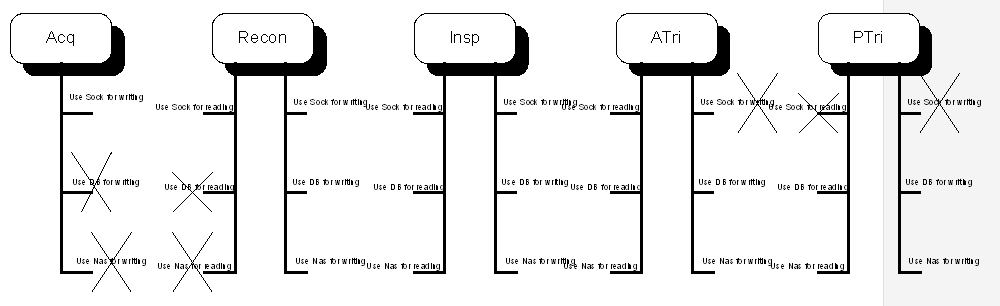 Acq
Recon
Insp
ATri
PTri
Use Sock for writing
Use Sock for reading
Use Sock for writing
Use Sock for reading
Use Sock for writing
Use Sock for reading
Use Sock for writing
Use Sock for reading
Use Sock for writing
Use DB for writing
Use DB for reading
Use DB for writing
Use DB for reading
Use DB for writing
Use DB for reading
Use DB for writing
Use DB for reading
Use DB for writing
Use Nas for writing
Use Nas for reading
Use Nas for writing
Use Nas for reading
Use Nas for writing
Use Nas for reading
Use Nas for writing
Use Nas for reading
Use Nas for writing